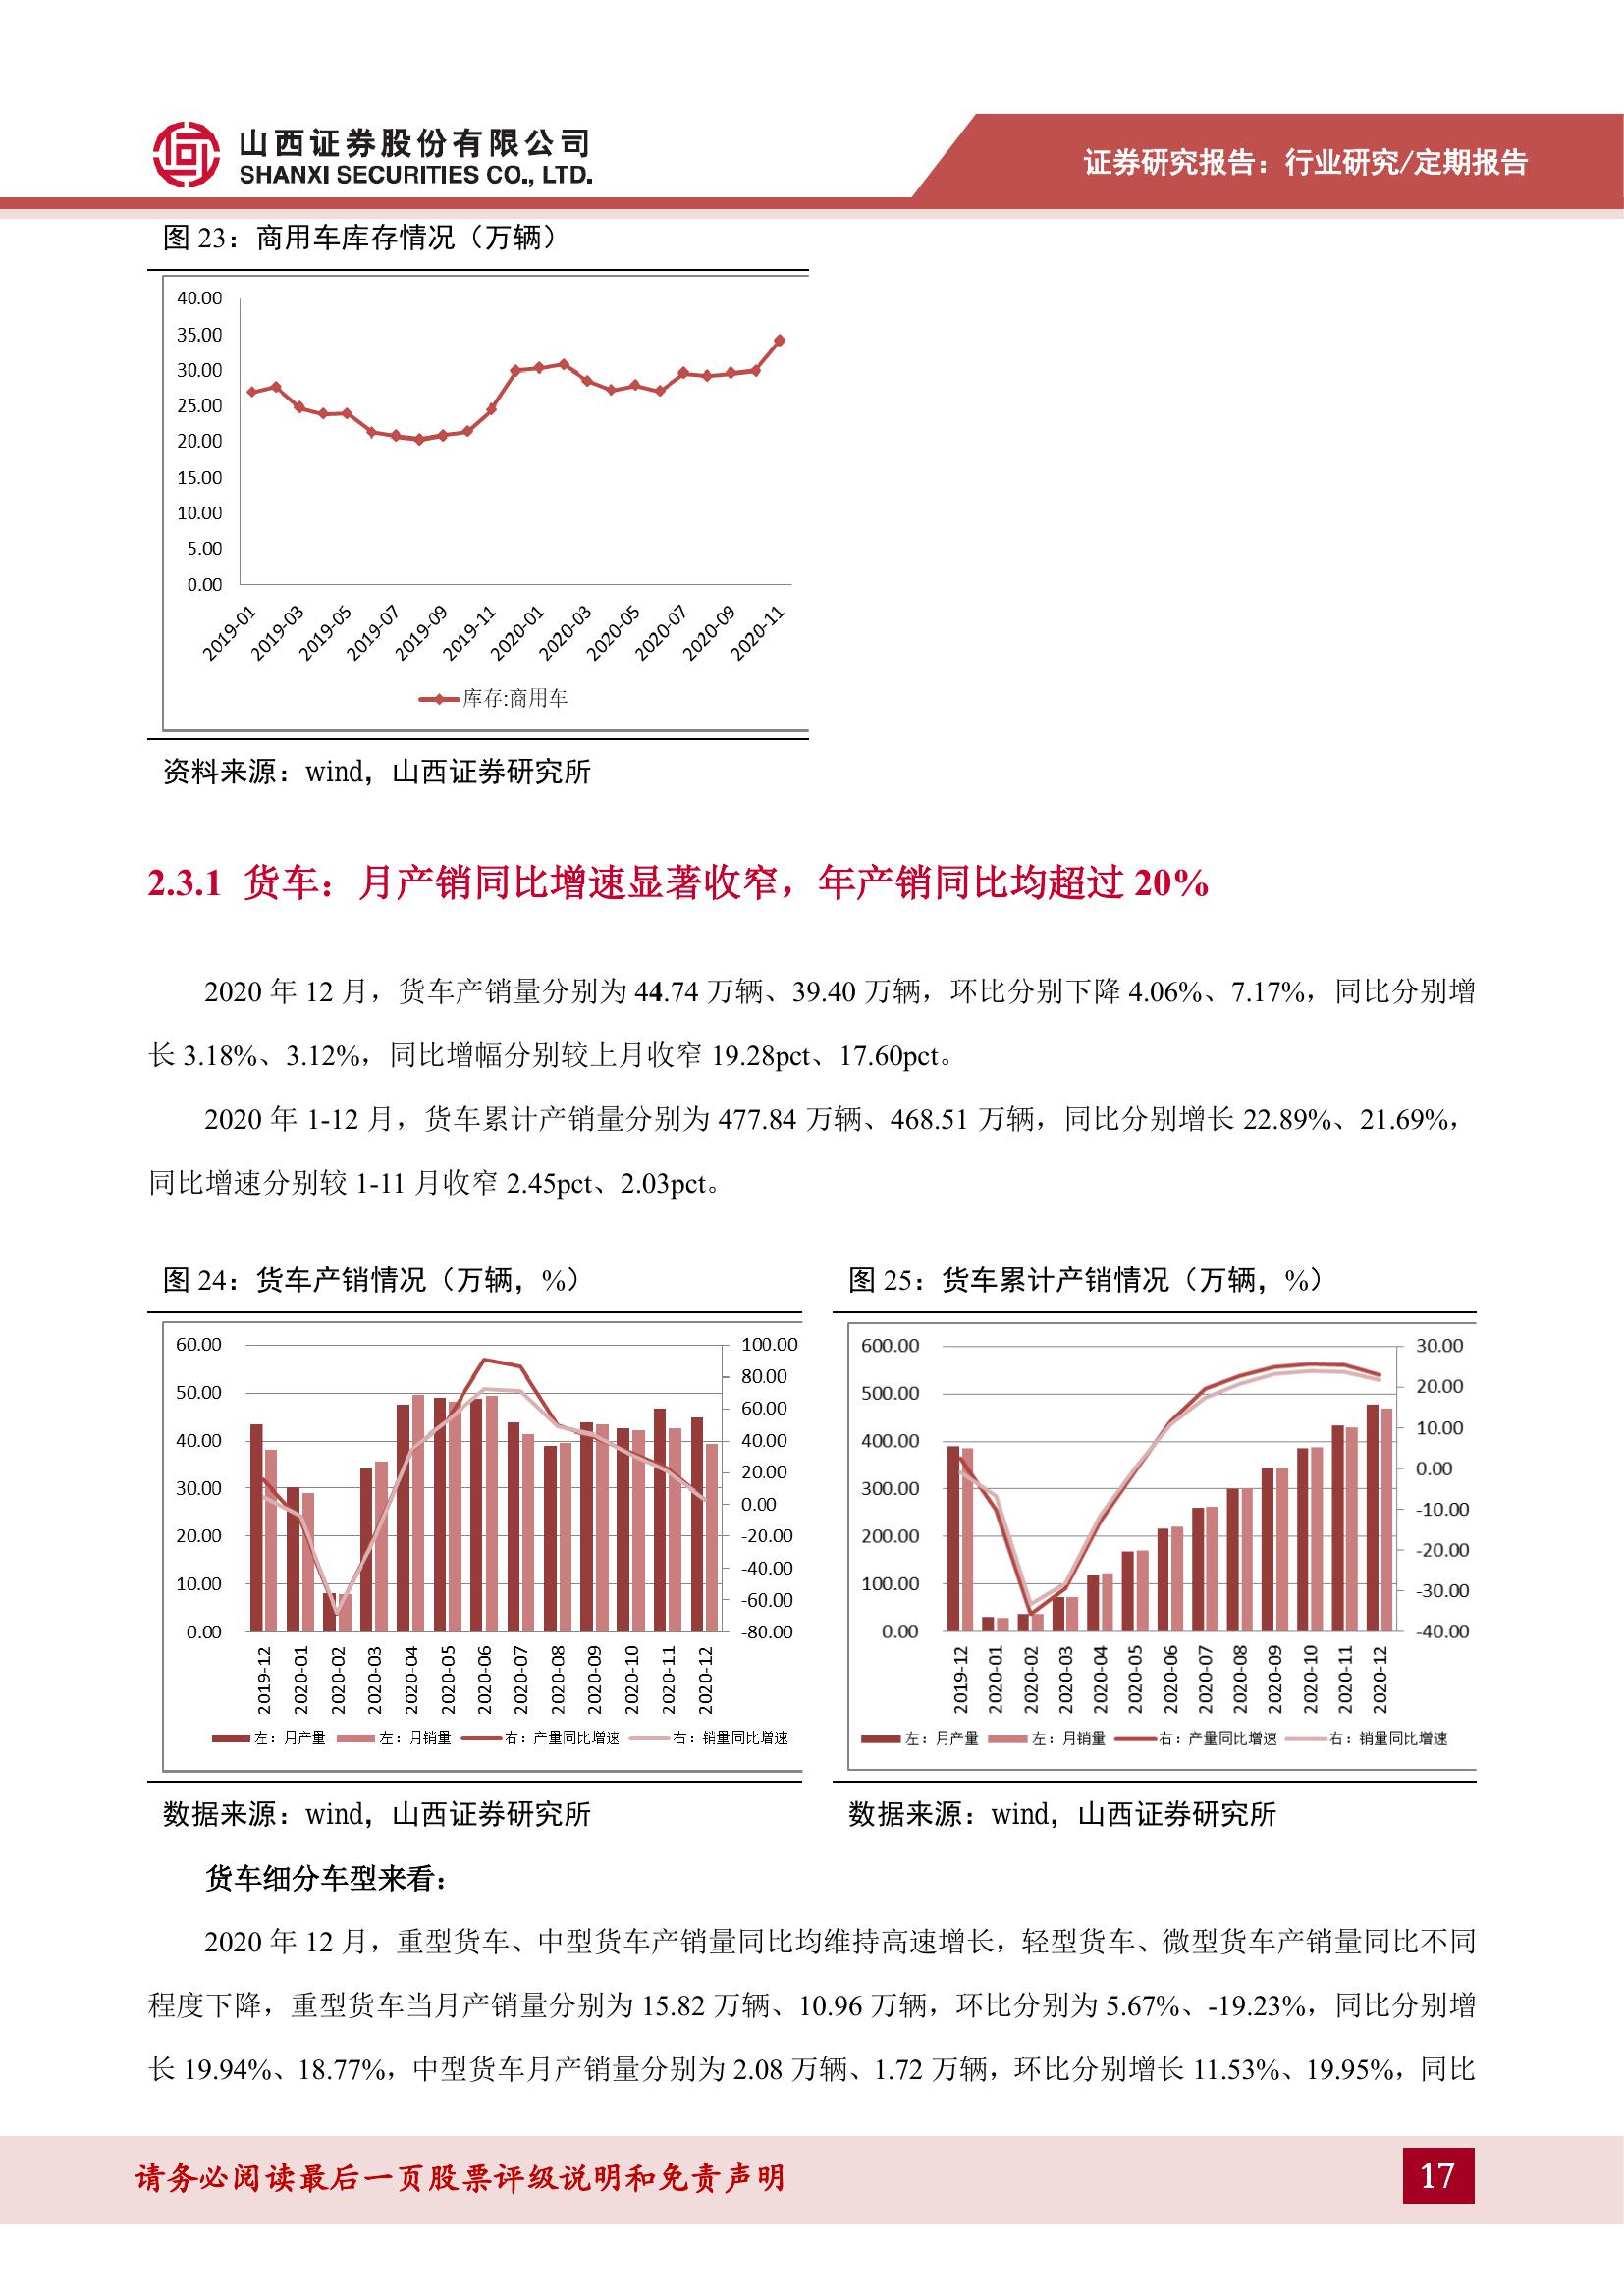 山西证券股份有限公司
SHANXI SECURITIES CO., LTD.
证券研究报告：行业研究/定期报告
图 23：商用车库存情况（万辆）
40.00
35.00
30.00
25.00
20.00
15.00
10.00
5.00
0.00
2019-01 2019-03 2019-05 2019-07 2019-09 2019-11 2020-01 2020-03 2020-05 2020-07 2020-09 2020-11
库存:商用车
资料来源：wind，山西证券研究所
2.3.1 货车：月产销同比增速显著收窄，年产销同比均超过 20%
2020 年 12 月，货车产销量分别为 44.74 万辆、39.40 万辆，环比分别下降 4.06%、7.17%，同比分别增
长 3.18%、3.12%，同比增幅分别较上月收窄 19.28pct、17.60pct。
2020 年 1-12 月，货车累计产销量分别为 477.84 万辆、468.51 万辆，同比分别增长 22.89%、21.69%，
同比增速分别较 1-11 月收窄 2.45pct、2.03pct。
图 24：货车产销情况（万辆，%）
60.00
50.00
40.00
30.00
20.00
10.00
0.00
100.00
80.00
60.00
40.00
20.00
0.00
-20.00
-40.00
-60.00
-80.00
2019-12 2020-01 2020-02 2020-03 2020-04 2020-05 2020-06 2020-07 2020-08 2020-09 2020-10 2020-11 2020-12
左：月产量 左：月销量 右：产量同比增速 右：销量同比增速
数据来源：wind，山西证券研究所
图 25：货车累计产销情况（万辆，%）
600.00
500.00
400.00
300.00
200.00
100.00
0.00
30.00
20.00
10.00
0.00
-10.00
-20.00
-30.00
-40.00
2019-12 2020-01 2020-02 2020-03 2020-04 2020-05 2020-06 2020-07 2020-08 2020-09 2020-10 2020-11 2020-12
左：月产量 左：月销量 右：产量同比增速 右：销量同比增速
数据来源：wind，山西证券研究所
货车细分车型来看：
2020 年 12 月，重型货车、中型货车产销量同比均维持高速增长，轻型货车、微型货车产销量同比不同
程度下降，重型货车当月产销量分别为 15.82 万辆、10.96 万辆，环比分别为 5.67%、-19.23%，同比分别增
长 19.94%、18.77%，中型货车月产销量分别为 2.08 万辆、1.72 万辆，环比分别增长 11.53%、19.95%，同比
请务必阅读最后一页股票评级说明和免责声明
17